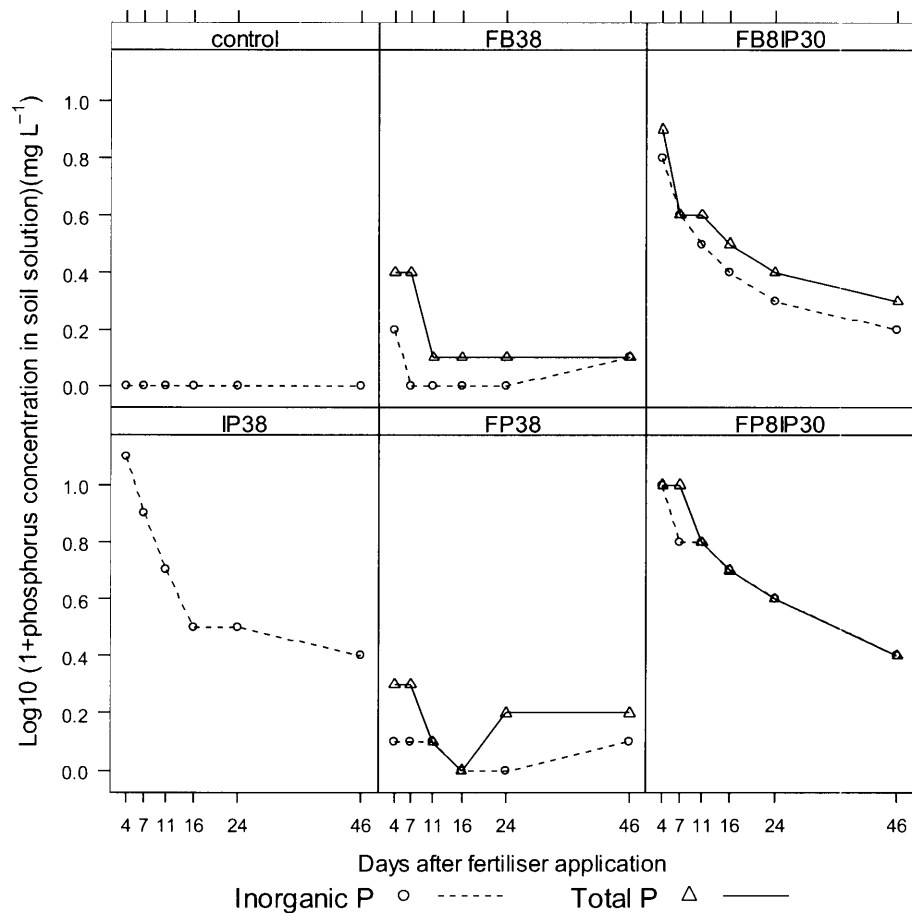 control FB38 FB8IP30
Log10 (1+phosphorus concentration in soil solution)(mg L⁻¹)
1.0
0.8
0.6
0.4
0.2
0.0
IP38 FP38 FP8IP30
1.0
0.8
0.6
0.4
0.2
0.0
4 7 11 16 24 46 4 7 11 16 24 46 4 7 11 16 24 46
Days after fertiliser application
Inorganic P Total P